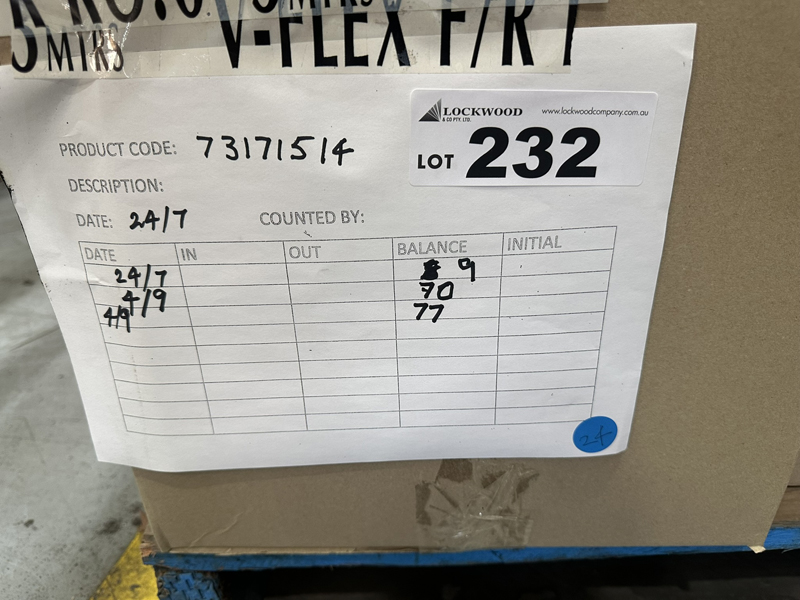 3 MTRS V-FLEX F/R
LOCKWOOD
& CO PTY. LTD.
www.lockwoodcompany.com.au
LOT 232
PRODUCT CODE: 73171514
DESCRIPTION:
DATE: 24/7 COUNTED BY:
DATE IN OUT BALANCE INITIAL
24/7 9
4/9 70
4/9 77
24